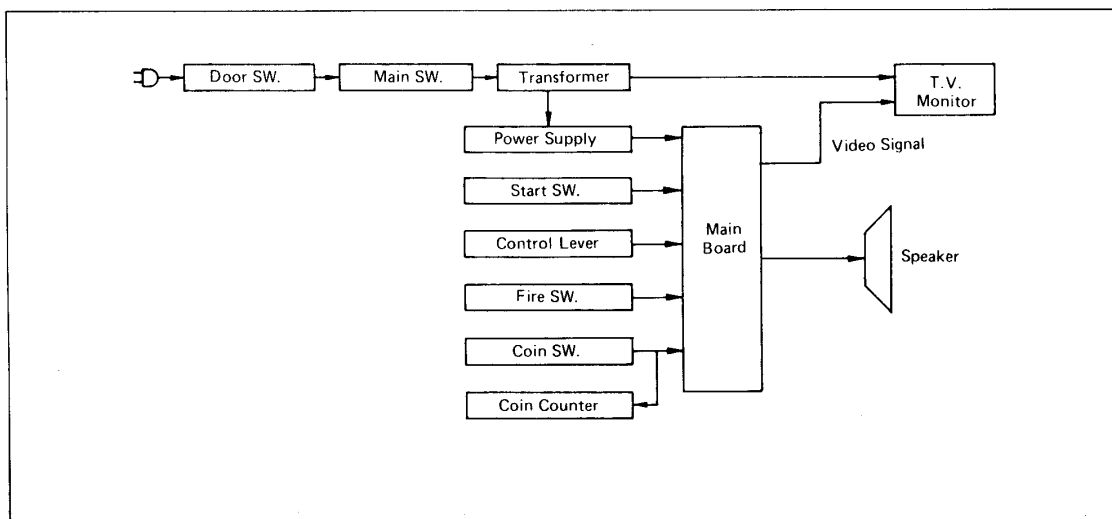 Door SW.
Main SW.
Transformer
T.V.
Monitor
Power Supply
Video Signal
Start SW.
Main
Board
Control Lever
Speaker
Fire SW.
Coin SW.
Coin Counter